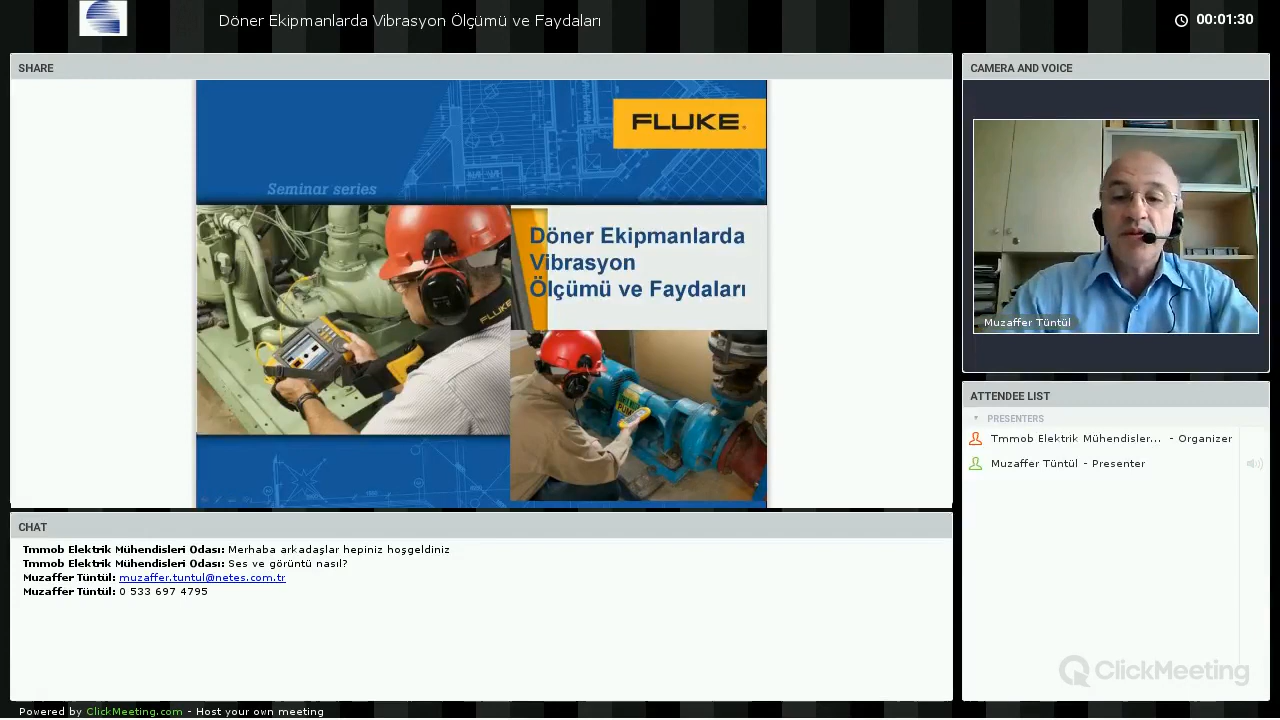 Döner Ekipmanlarda Vibrasyon Ölçümü ve Faydaları
00:01:30
SHARE
FLUKE®
Seminar series
Döner Ekipmanlarda
Vibrasyon
Ölçümü ve Faydaları
FLUKE
CAMERA AND VOICE
Muzaffer Tüntül
ATTENDEE LIST
PRESENTERS
Tmmob Elektrik Mühendisler... - Organizer
Muzaffer Tüntül - Presenter
CHAT
Tmmob Elektrik Mühendisleri Odası: Merhaba arkadaşlar hepiniz hoşgeldiniz
Tmmob Elektrik Mühendisleri Odası: Ses ve görüntü nasıl?
Muzaffer Tüntül: muzaffer.tuntul@netes.com.tr
Muzaffer Tüntül: 0 533 697 4795
ClickMeeting
Powered by ClickMeeting.com - Host your own meeting